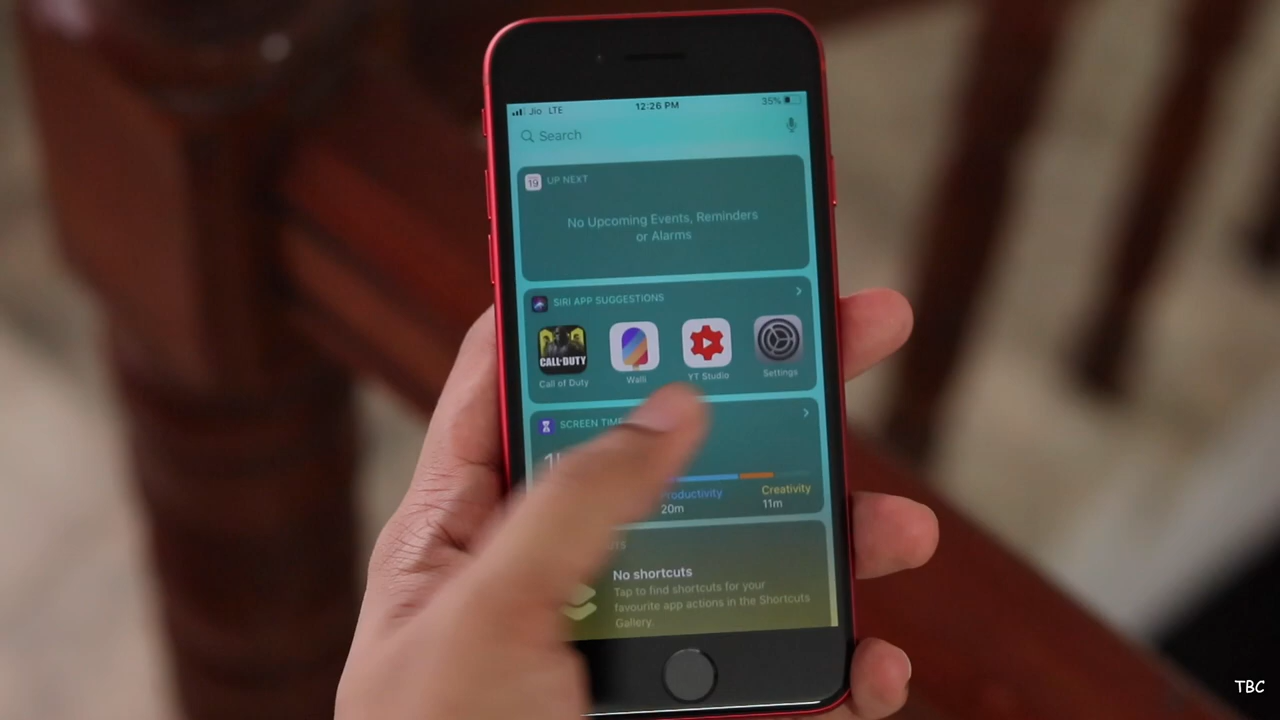 Jio LTE 12:26 PM 35%
Search
19 UP NEXT
No Upcoming Events, Reminders
or Alarms
SIRI APP SUGGESTIONS
CALL OF DUTY
Call of Duty Walli YT Studio Settings
SCREEN TIME
Productivity Creativity
20m 11m
No shortcuts
Tap to find shortcuts for your
favourite app actions in the Shortcuts
Gallery.
TBC